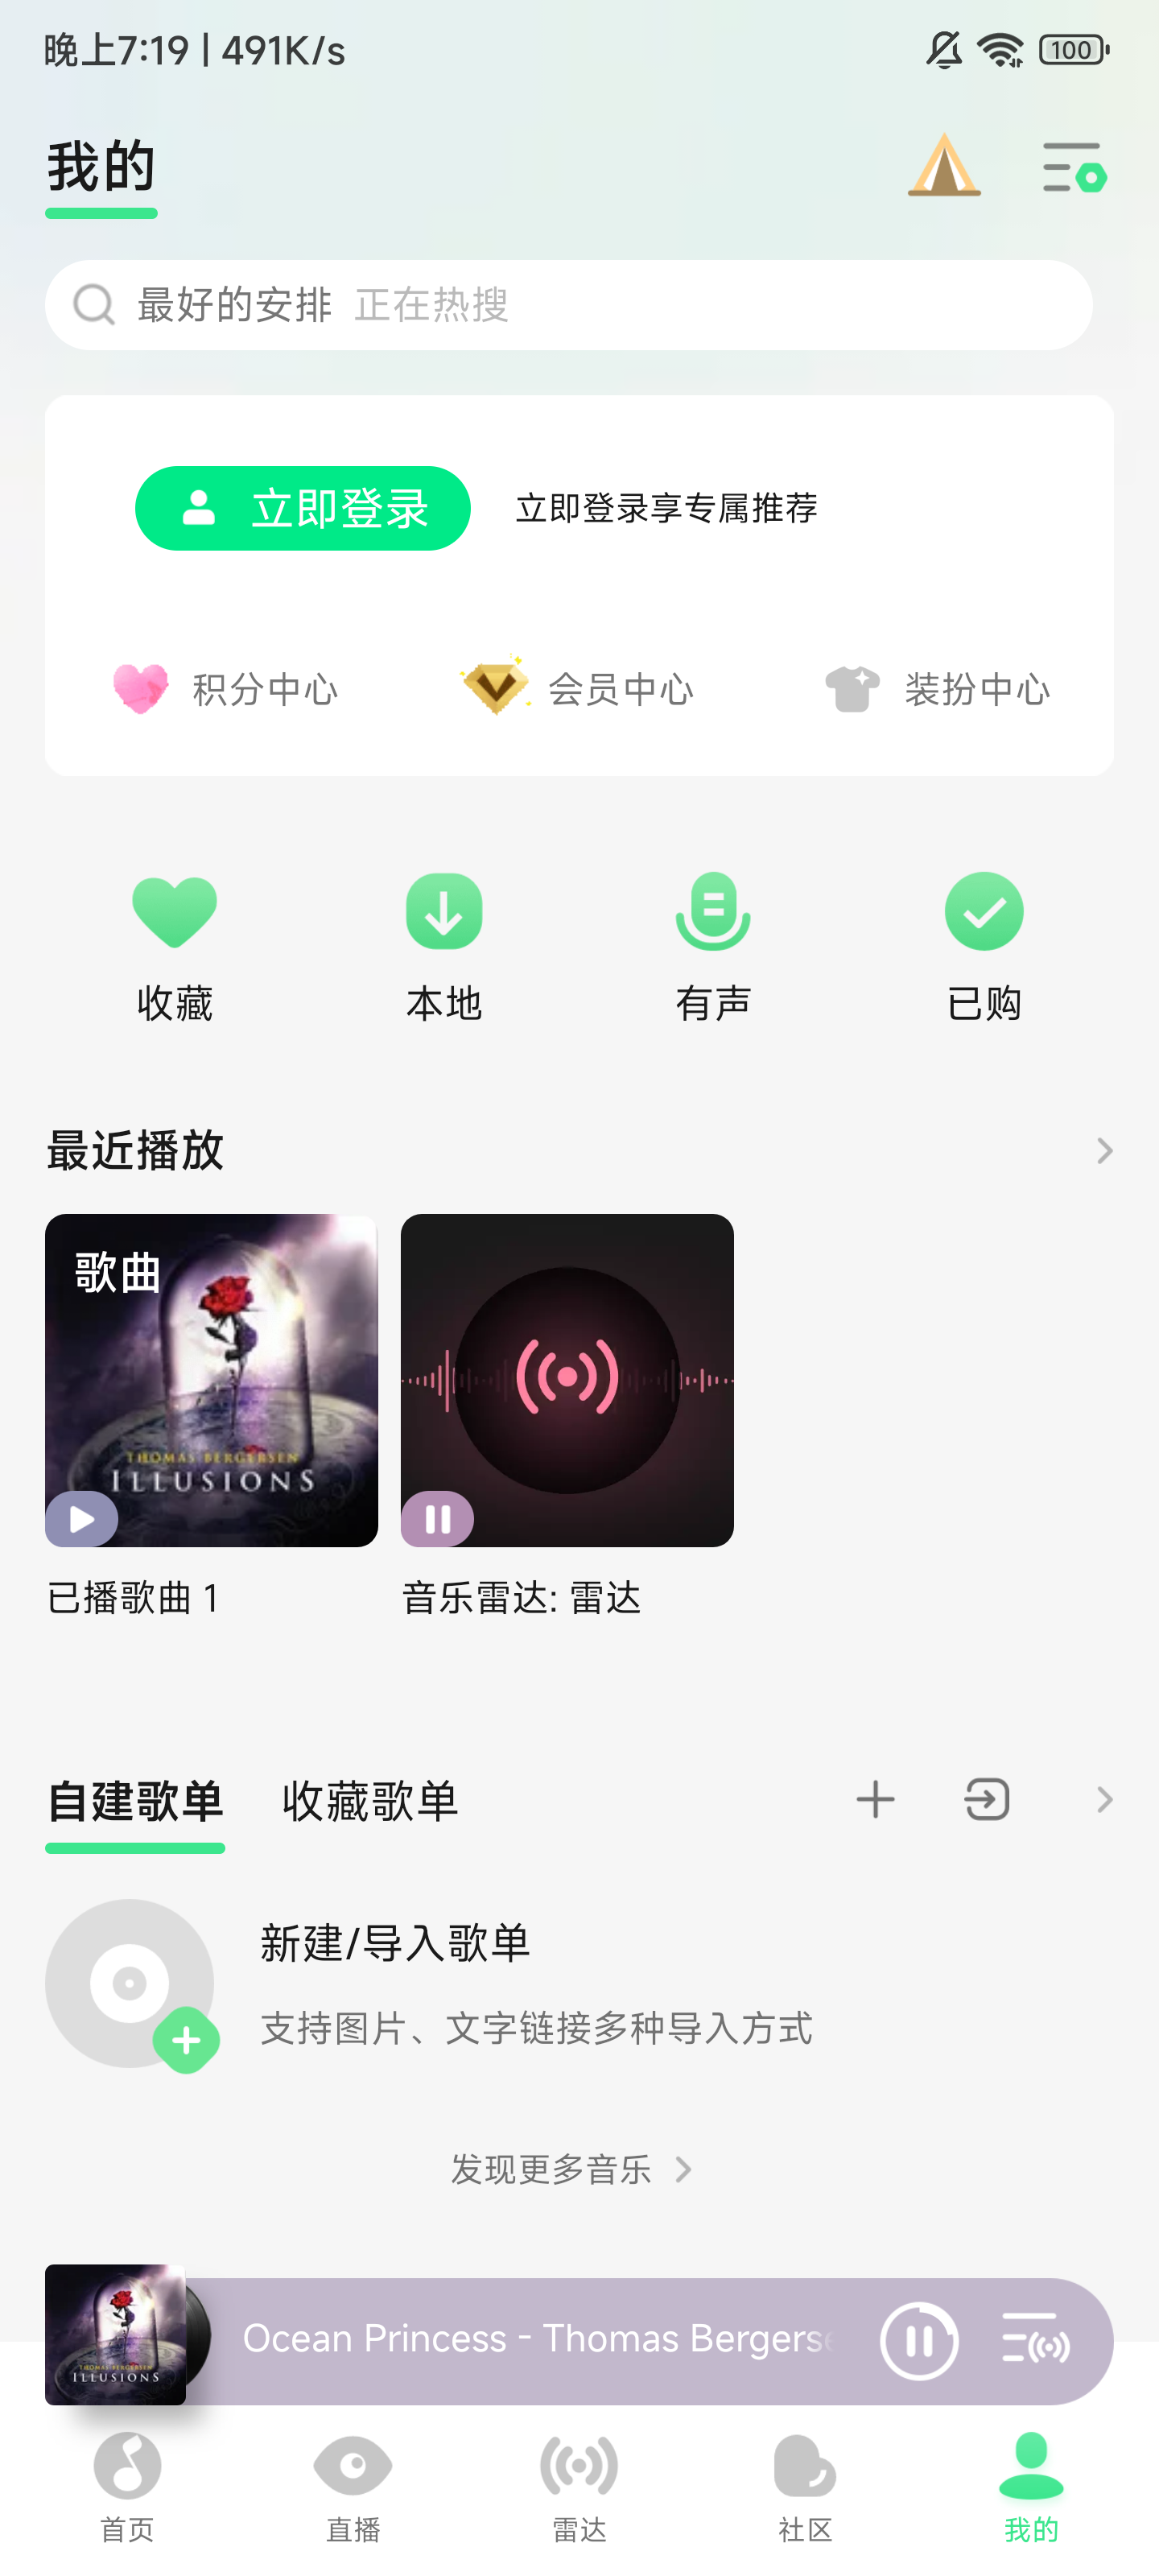 晚上7:19 | 491K/s
100
我的
最好的安排 正在热搜
立即登录 立即登录享专属推荐
积分中心 会员中心 装扮中心
收藏 本地 有声 已购
最近播放
歌曲
THOMAS BERGERSEN
ILLUSIONS
已播歌曲 1 音乐雷达: 雷达
自建歌单 收藏歌单
新建/导入歌单
支持图片、文字链接多种导入方式
发现更多音乐
THOMAS BERGERSEN
ILLUSIONS
Ocean Princess - Thomas Bergerse
首页 直播 雷达 社区 我的